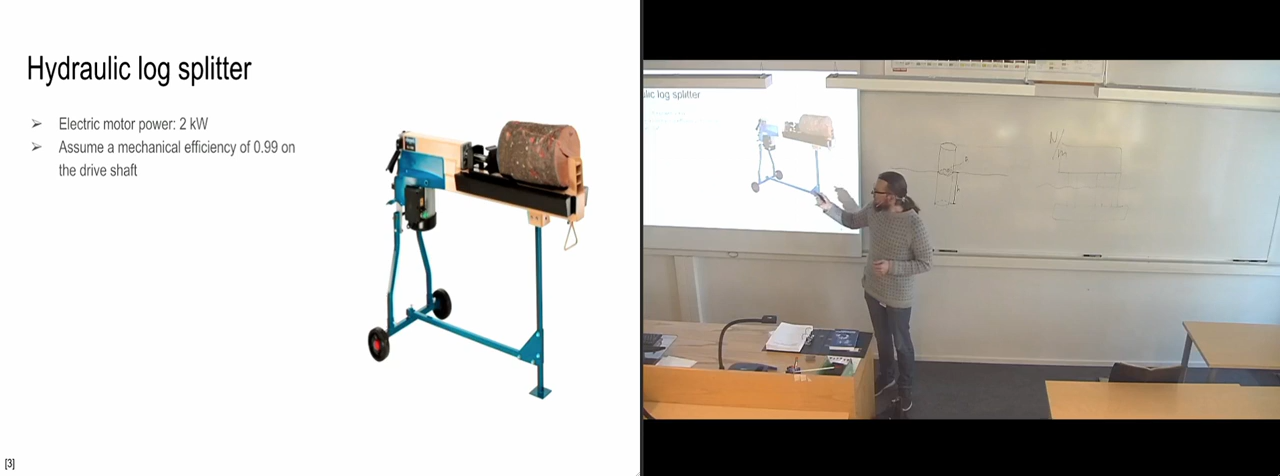 Hydraulic log splitter
➢ Electric motor power: 2 kW
➢ Assume a mechanical efficiency of 0.99 on
the drive shaft
[3]
ulic log splitter
N/m